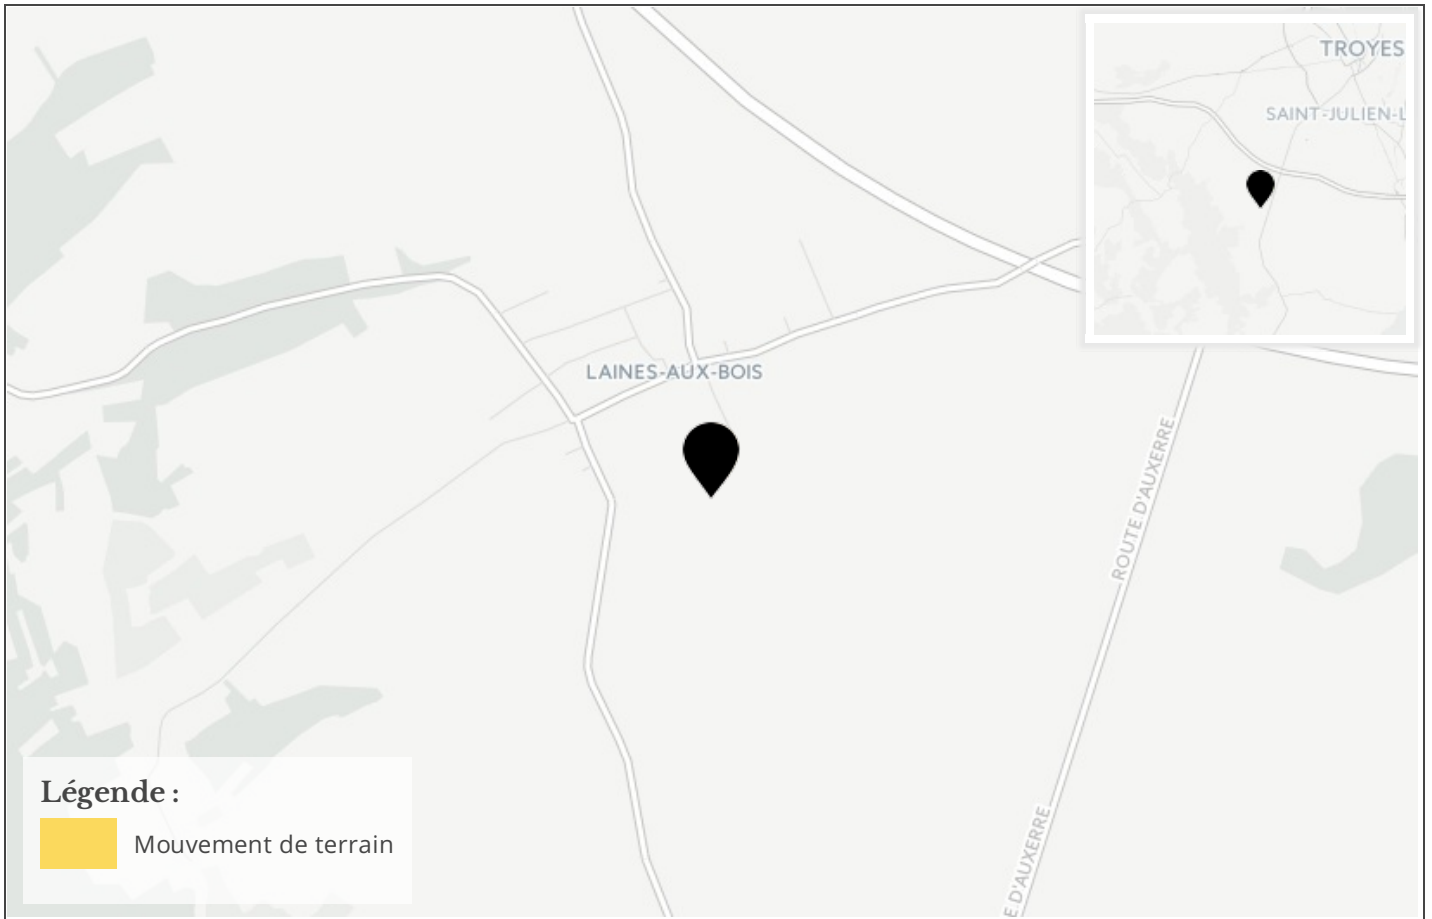 TROYES
SAINT-JULIEN-L
LAINES-AUX-BOIS
ROUTE D'AUXERRE
E D'AUXERRE
Légende :
Mouvement de terrain